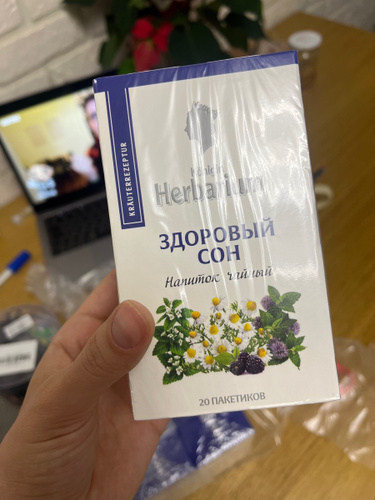 KRÄUTERREZEPTUR
Herbarium
ЗДОРОВЫЙ
СОН
Напиток чайный
20 ПАКЕТИКОВ